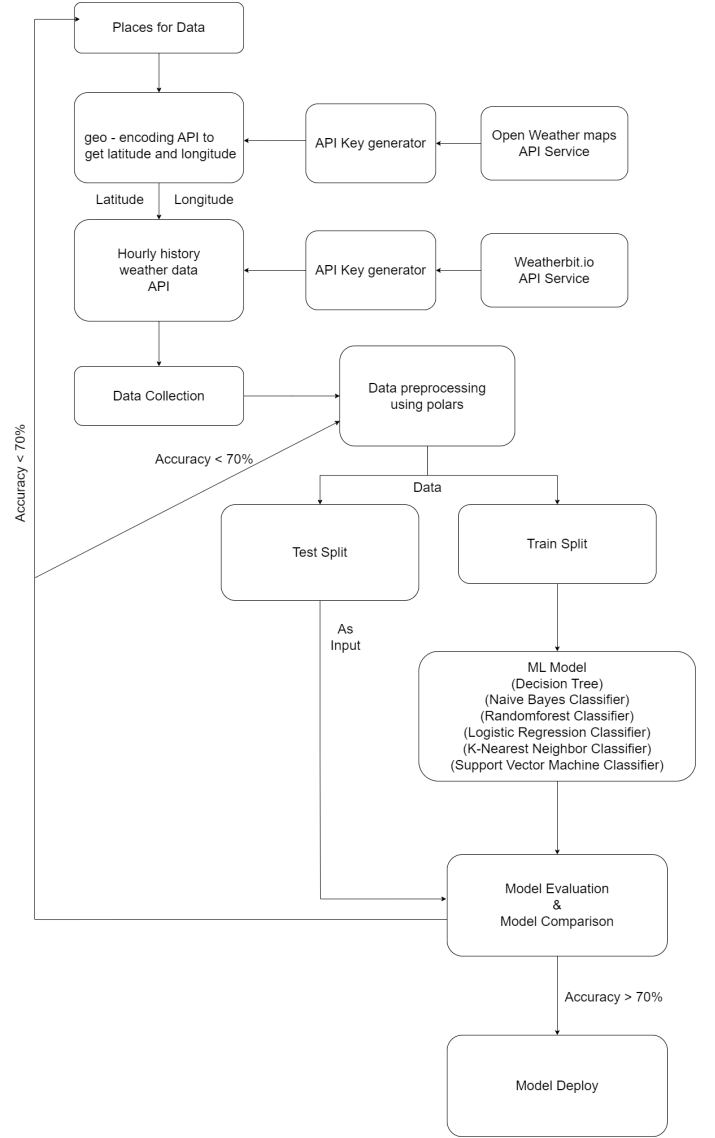 Places for Data
geo - encoding API to
get latitude and longitude
API Key generator
Open Weather maps
API Service
Latitude
Longitude
Hourly history
weather data
API
API Key generator
Weatherbit.io
API Service
Data Collection
Data preprocessing
using polars
Accuracy < 70%
Accuracy < 70%
Data
Test Split
Train Split
As
Input
ML Model
(Decision Tree)
(Naive Bayes Classifier)
(Randomforest Classifier)
(Logistic Regression Classifier)
(K-Nearest Neighbor Classifier)
(Support Vector Machine Classifier)
Model Evaluation
&
Model Comparison
Accuracy > 70%
Model Deploy